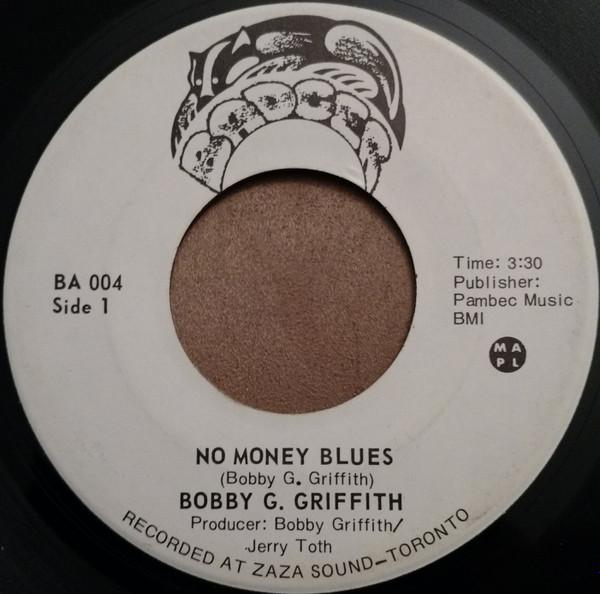 BA 004
Side 1
Time: 3:30
Publisher:
Pambec Music
BMI
M A
P L
NO MONEY BLUES
(Bobby G. Griffith)
BOBBY G. GRIFFITH
Producer: Bobby Griffith/
Jerry Toth
RECORDED AT ZAZA SOUND-TORONTO